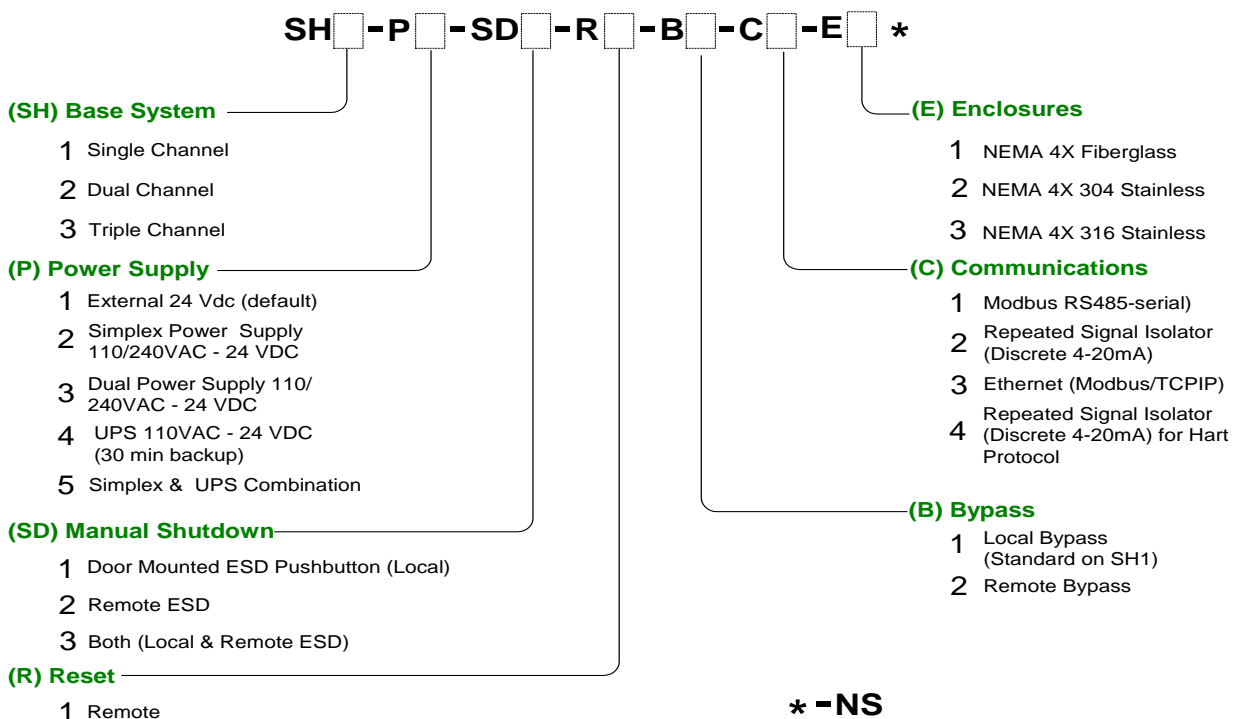 SH -P -SD -R -B -C -E *
(SH) Base System
1 Single Channel
2 Dual Channel
3 Triple Channel
(P) Power Supply
1 External 24 Vdc (default)
2 Simplex Power Supply
110/240VAC - 24 VDC
3 Dual Power Supply 110/
240VAC - 24 VDC
4 UPS 110VAC - 24 VDC
(30 min backup)
5 Simplex & UPS Combination
(SD) Manual Shutdown
1 Door Mounted ESD Pushbutton (Local)
2 Remote ESD
3 Both (Local & Remote ESD)
(R) Reset
1 Remote
(E) Enclosures
1 NEMA 4X Fiberglass
2 NEMA 4X 304 Stainless
3 NEMA 4X 316 Stainless
(C) Communications
1 Modbus RS485-serial)
2 Repeated Signal Isolator
(Discrete 4-20mA)
3 Ethernet (Modbus/TCPIP)
4 Repeated Signal Isolator
(Discrete 4-20mA) for Hart
Protocol
(B) Bypass
1 Local Bypass
(Standard on SH1)
2 Remote Bypass
* -NS